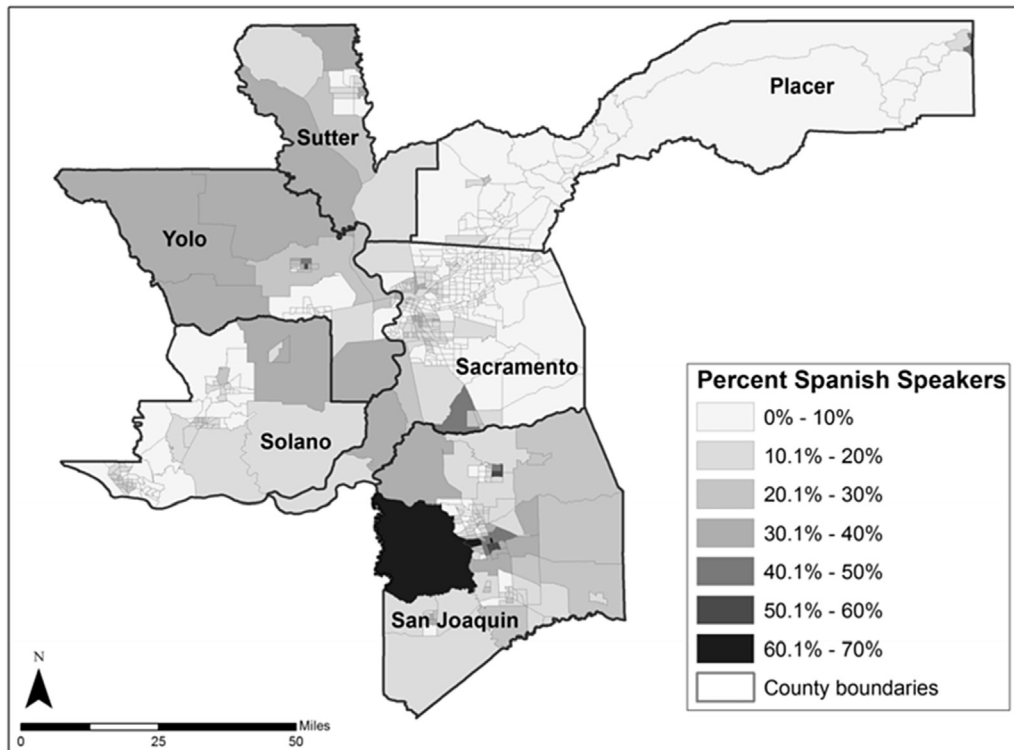 Placer
Sutter
Yolo
Sacramento
Solano
San Joaquin
Percent Spanish Speakers
0% - 10%
10.1% - 20%
20.1% - 30%
30.1% - 40%
40.1% - 50%
50.1% - 60%
60.1% - 70%
County boundaries
N
Miles
0 25 50